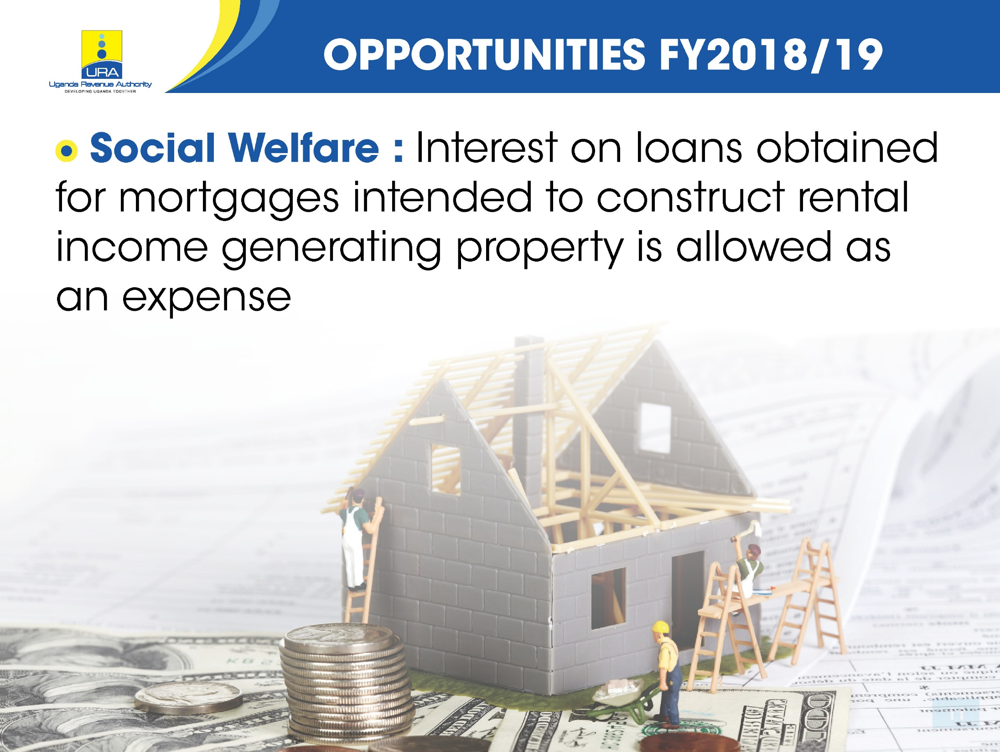 URA
Uganda Revenue Authority
DEVELOPING UGANDA TOGETHER
OPPORTUNITIES FY2018/19
Social Welfare : Interest on loans obtained
for mortgages intended to construct rental
income generating property is allowed as
an expense